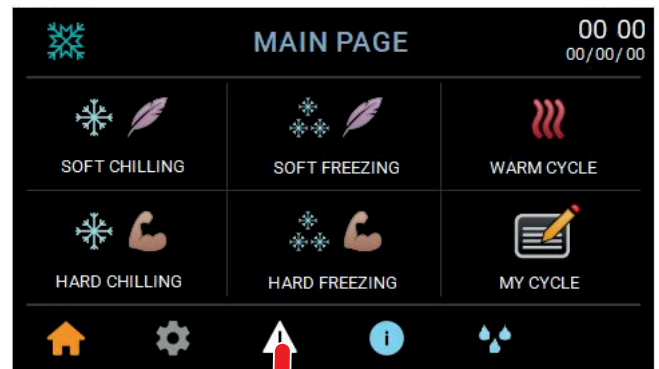 MAIN PAGE
00 00
00/00/00
SOFT CHILLING
SOFT FREEZING
WARM CYCLE
HARD CHILLING
HARD FREEZING
MY CYCLE
i